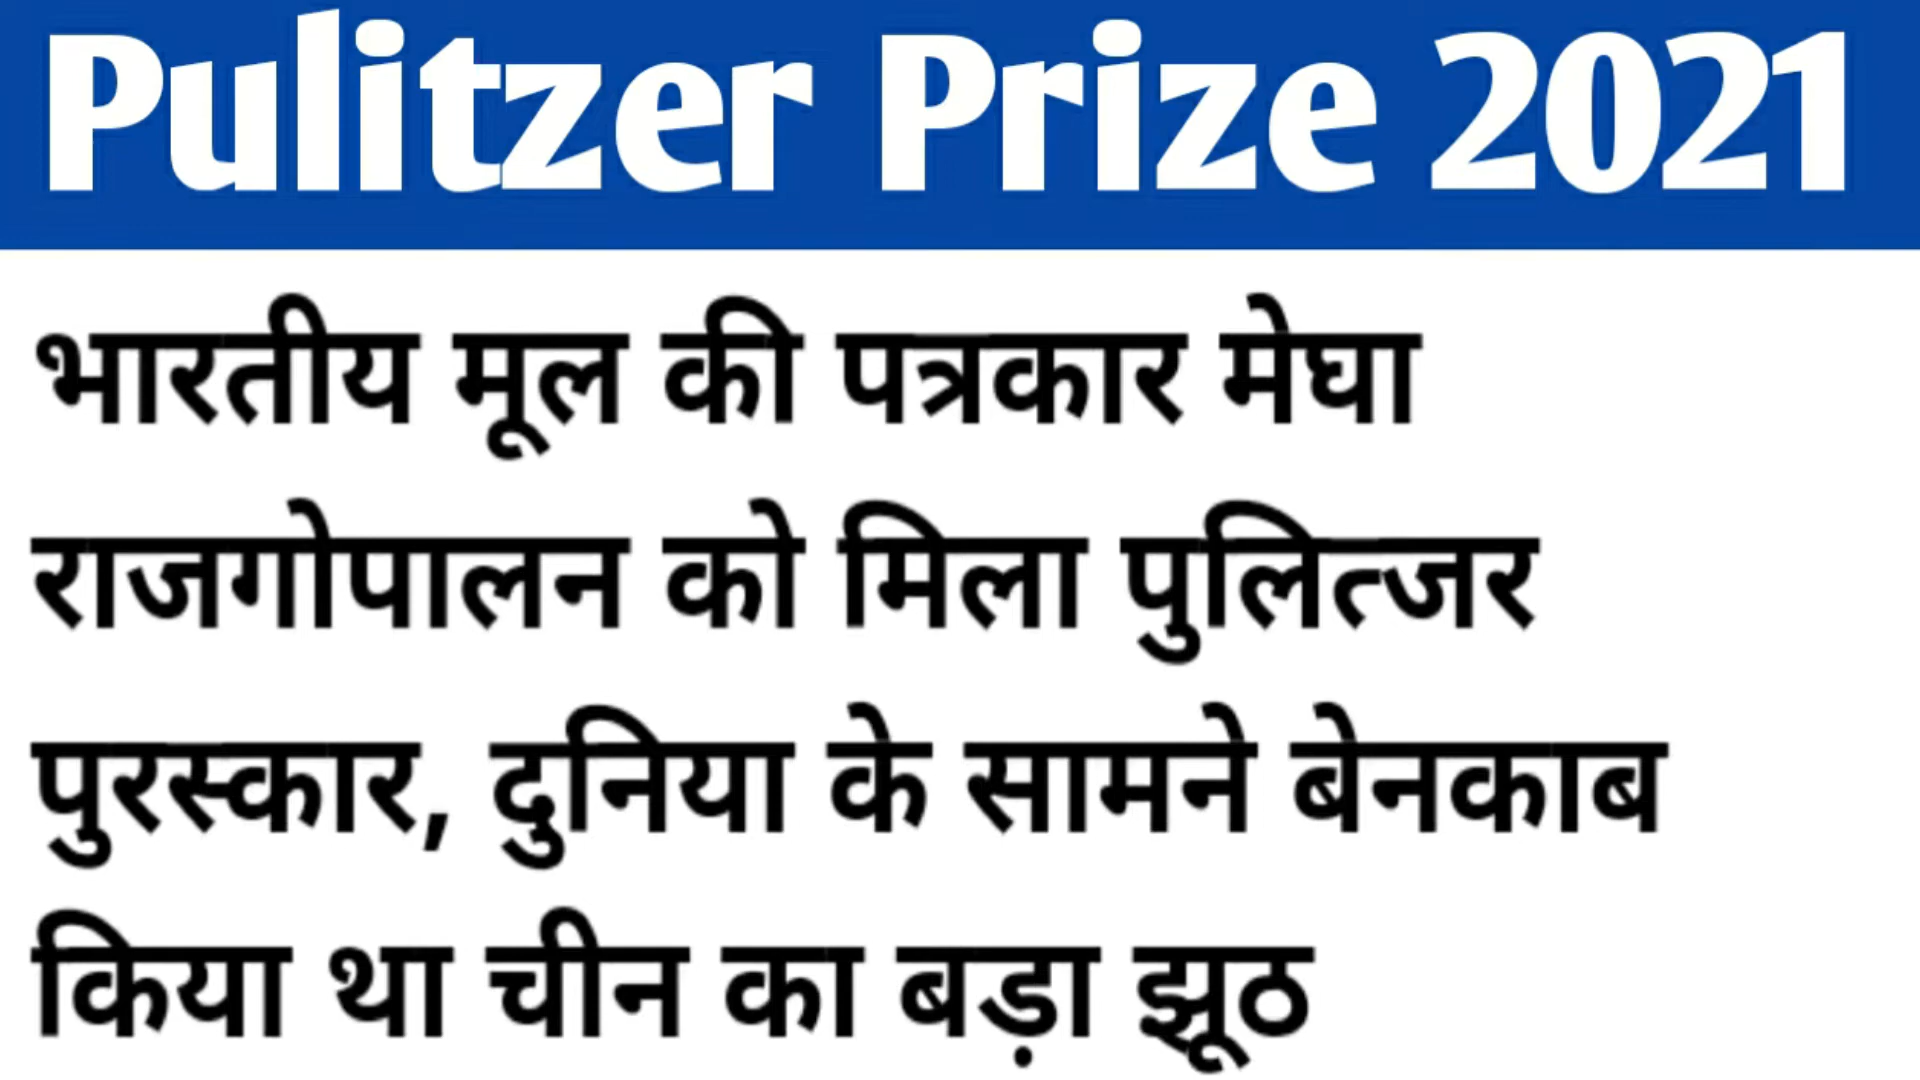 Pulitzer Prize 2021
भारतीय मूल की पत्रकार मेघा
राजगोपालन को मिला पुलित्जर
पुरस्कार, दुनिया के सामने बेनकाब
किया था चीन का बड़ा झूठ